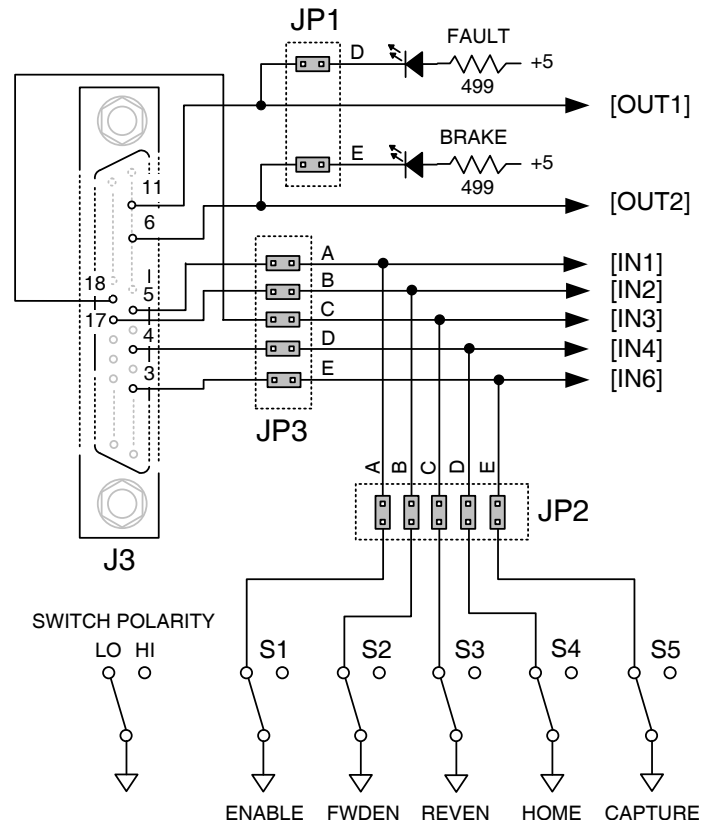 JP1
FAULT
D
+5
499
[OUT1]
BRAKE
E
+5
499
[OUT2]
11
6
18
5
17
4
3
A
[IN1]
B
[IN2]
C
[IN3]
D
[IN4]
E
[IN6]
JP3
A
B
C
D
E
JP2
J3
SWITCH POLARITY
LO HI
S1
S2
S3
S4
S5
ENABLE
FWDEN
REVEN
HOME
CAPTURE